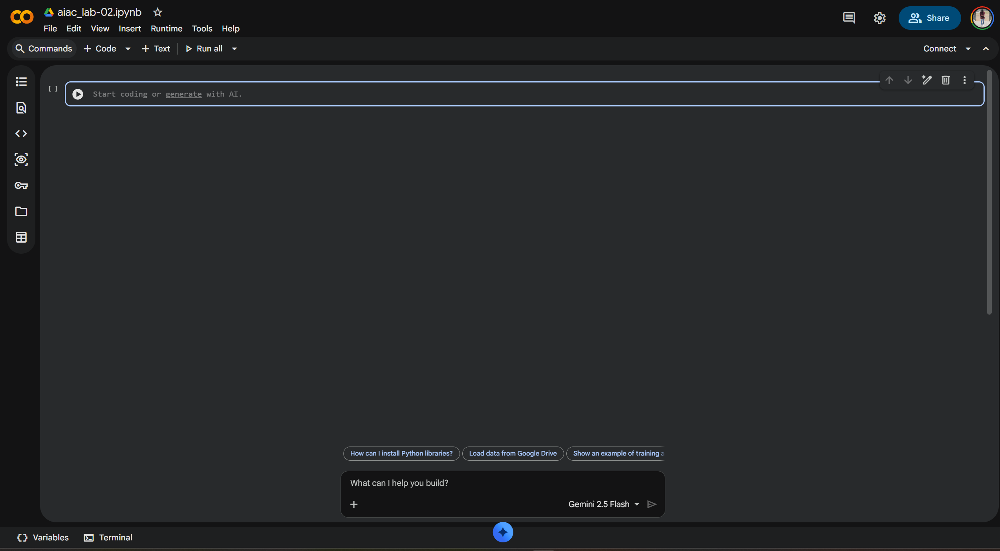 aiac_lab-02.ipynb
File Edit View Insert Runtime Tools Help
Share
Commands + Code + Text Run all
Connect
[ ] Start coding or generate with AI.
How can I install Python libraries? Load data from Google Drive Show an example of training a
What can I help you build?
+ Gemini 2.5 Flash
{} Variables Terminal